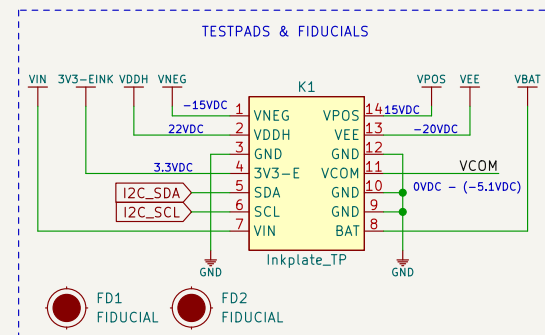 TESTPADS & FIDUCIALS
VIN 3V3-EINK VDDH VNEG VPOS VEE VBAT
K1
-15VDC 1 VNEG VPOS 14 15VDC
22VDC 2 VDDH VEE 13 -20VDC
3 GND GND 12
3.3VDC 4 3V3-E VCOM 11 VCOM
I2C_SDA 5 SDA GND 10 0VDC - (-5.1VDC)
I2C_SCL 6 SCL GND 9
7 VIN BAT 8
Inkplate_TP
GND GND
FD1 FD2
FIDUCIAL FIDUCIAL